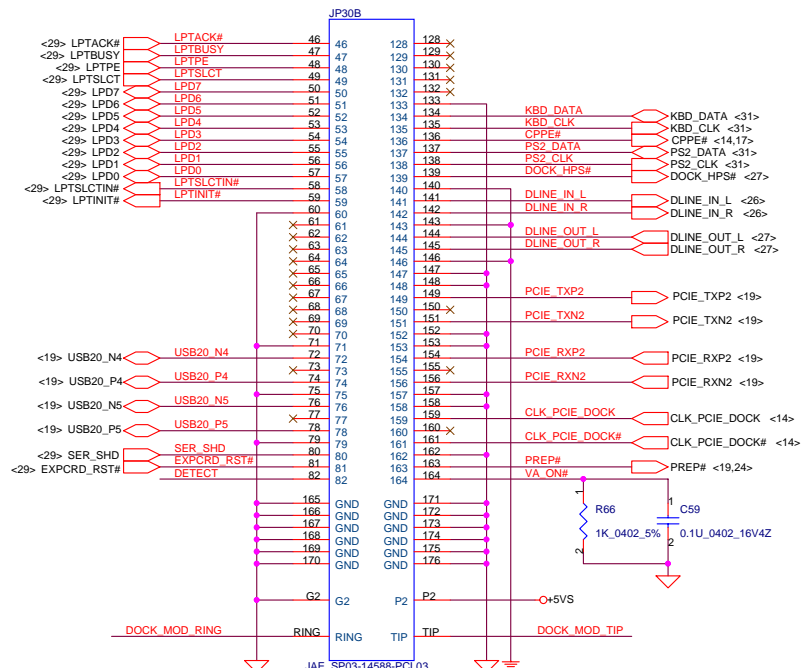 JP30B
<29> LPTACK# LPTACK# 46 46 128 128
<29> LPTBUSY LPTBUSY 47 47 129 129
<29> LPTPE LPTPE 48 48 130 130
<29> LPTSLCT LPTSLCT 49 49 131 131
<29> LPD7 LPD7 50 50 132 132
<29> LPD6 LPD6 51 51 133 133
<29> LPD5 LPD5 52 52 134 134 KBD_DATA KBD_DATA <31>
<29> LPD4 LPD4 53 53 135 135 KBD_CLK KBD_CLK <31>
<29> LPD3 LPD3 54 54 136 136 CPPE# CPPE# <14,17>
<29> LPD2 LPD2 55 55 137 137 PS2_DATA PS2_DATA <31>
<29> LPD1 LPD1 56 56 138 138 PS2_CLK PS2_CLK <31>
<29> LPD0 LPD0 57 57 139 139 DOCK_HPS# DOCK_HPS# <27>
<29> LPTSLCTIN# LPTSLCTIN# 58 58 140 140
<29> LPTINIT# LPTINIT# 59 59 141 141 DLINE_IN_L DLINE_IN_L <26>
60 60 142 142 DLINE_IN_R DLINE_IN_R <26>
61 61 143 143
62 62 144 144 DLINE_OUT_L DLINE_OUT_L <27>
63 63 145 145 DLINE_OUT_R DLINE_OUT_R <27>
64 64 146 146
65 65 147 147
66 66 148 148
67 67 149 149 PCIE_TXP2 PCIE_TXP2 <19>
68 68 150 150
69 69 151 151 PCIE_TXN2 PCIE_TXN2 <19>
70 70 152 152
71 71 153 153
<19> USB20_N4 USB20_N4 72 72 154 154 PCIE_RXP2 PCIE_RXP2 <19>
73 73 155 155
<19> USB20_P4 USB20_P4 74 74 156 156 PCIE_RXN2 PCIE_RXN2 <19>
75 75 157 157
<19> USB20_N5 USB20_N5 76 76 158 158
77 77 159 159 CLK_PCIE_DOCK CLK_PCIE_DOCK <14>
<19> USB20_P5 USB20_P5 78 78 160 160
79 79 161 161 CLK_PCIE_DOCK# CLK_PCIE_DOCK# <14>
<29> SER_SHD SER_SHD 80 80 162 162
<29> EXPCRD_RST# EXPCRD_RST# 81 81 163 163 PREP# PREP# <19,24>
DETECT 82 82 164 164 VA_ON#
165 GND GND 171
166 GND GND 172
167 GND GND 173
168 GND GND 174
169 GND GND 175
170 GND GND 176
1 R66 2 1K_0402_5%
1 C59 2 0.1U_0402_16V4Z
G2 G2 P2 P2 +5VS
DOCK_MOD_RING RING RING TIP TIP DOCK_MOD_TIP
JAE_SP03-14588-PCL03